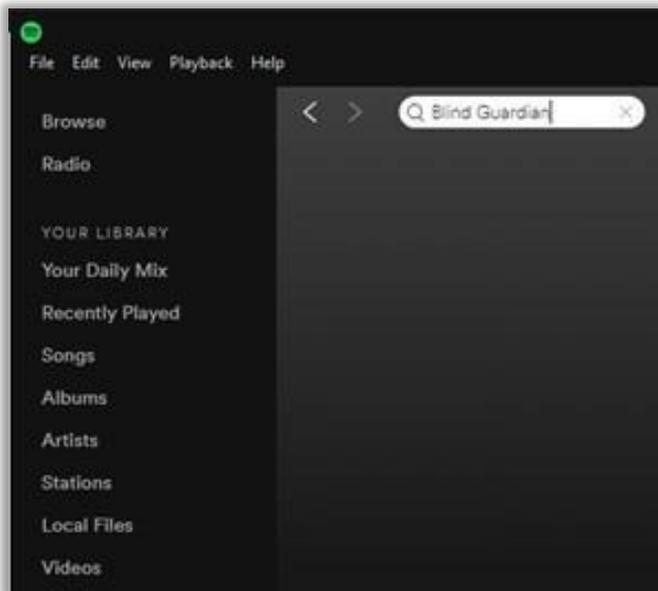 File Edit View Playback Help
Blind Guardian
Browse
Radio
YOUR LIBRARY
Your Daily Mix
Recently Played
Songs
Albums
Artists
Stations
Local Files
Videos